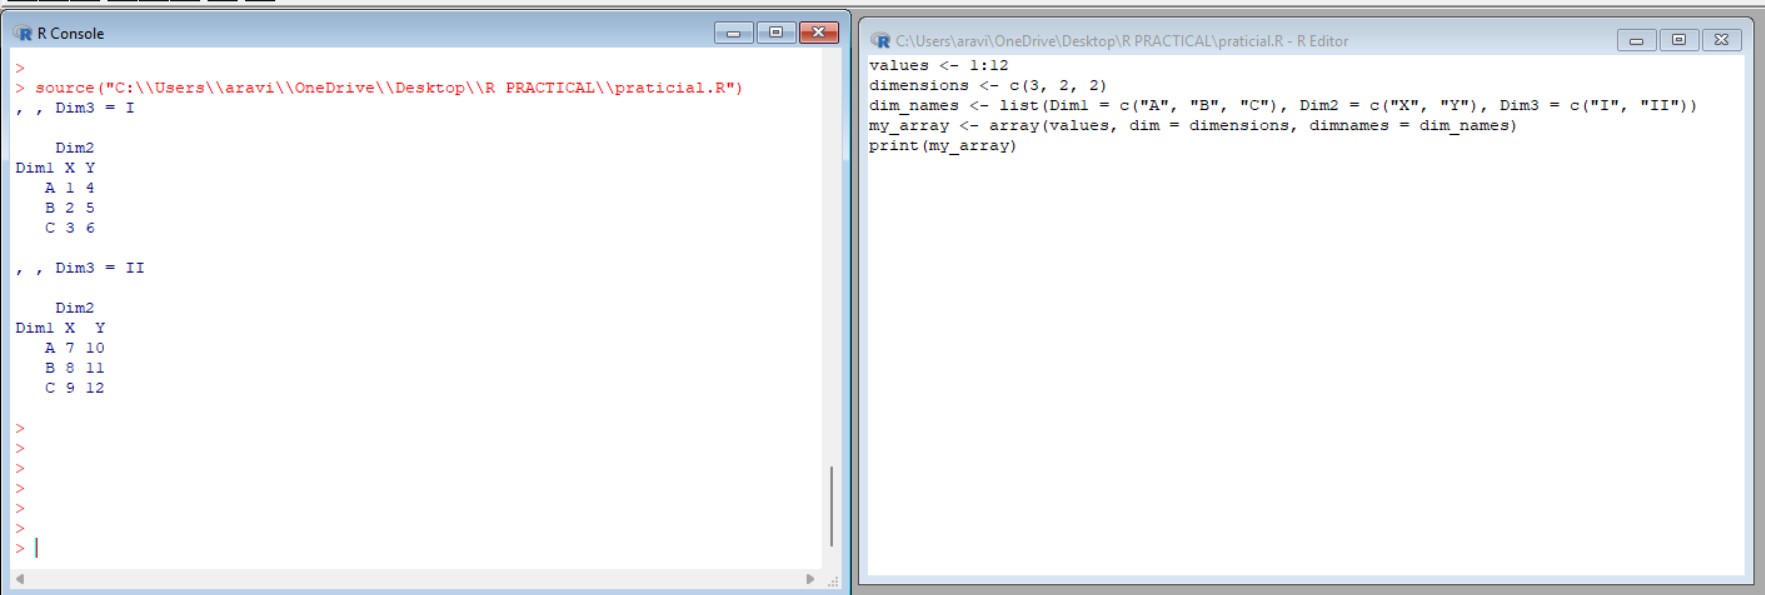 R Console
>
> source("C:\\Users\\aravi\\OneDrive\\Desktop\\R PRACTICAL\\praticial.R")
, , Dim3 = I
    Dim2
Dim1 X Y
   A 1 4
   B 2 5
   C 3 6
, , Dim3 = II
    Dim2
Dim1 X  Y
   A 7 10
   B 8 11
   C 9 12
>
>
>
>
>
>
>
C:\Users\aravi\OneDrive\Desktop\R PRACTICAL\praticial.R - R Editor
values <- 1:12
dimensions <- c(3, 2, 2)
dim_names <- list(Dim1 = c("A", "B", "C"), Dim2 = c("X", "Y"), Dim3 = c("I", "II"))
my_array <- array(values, dim = dimensions, dimnames = dim_names)
print(my_array)